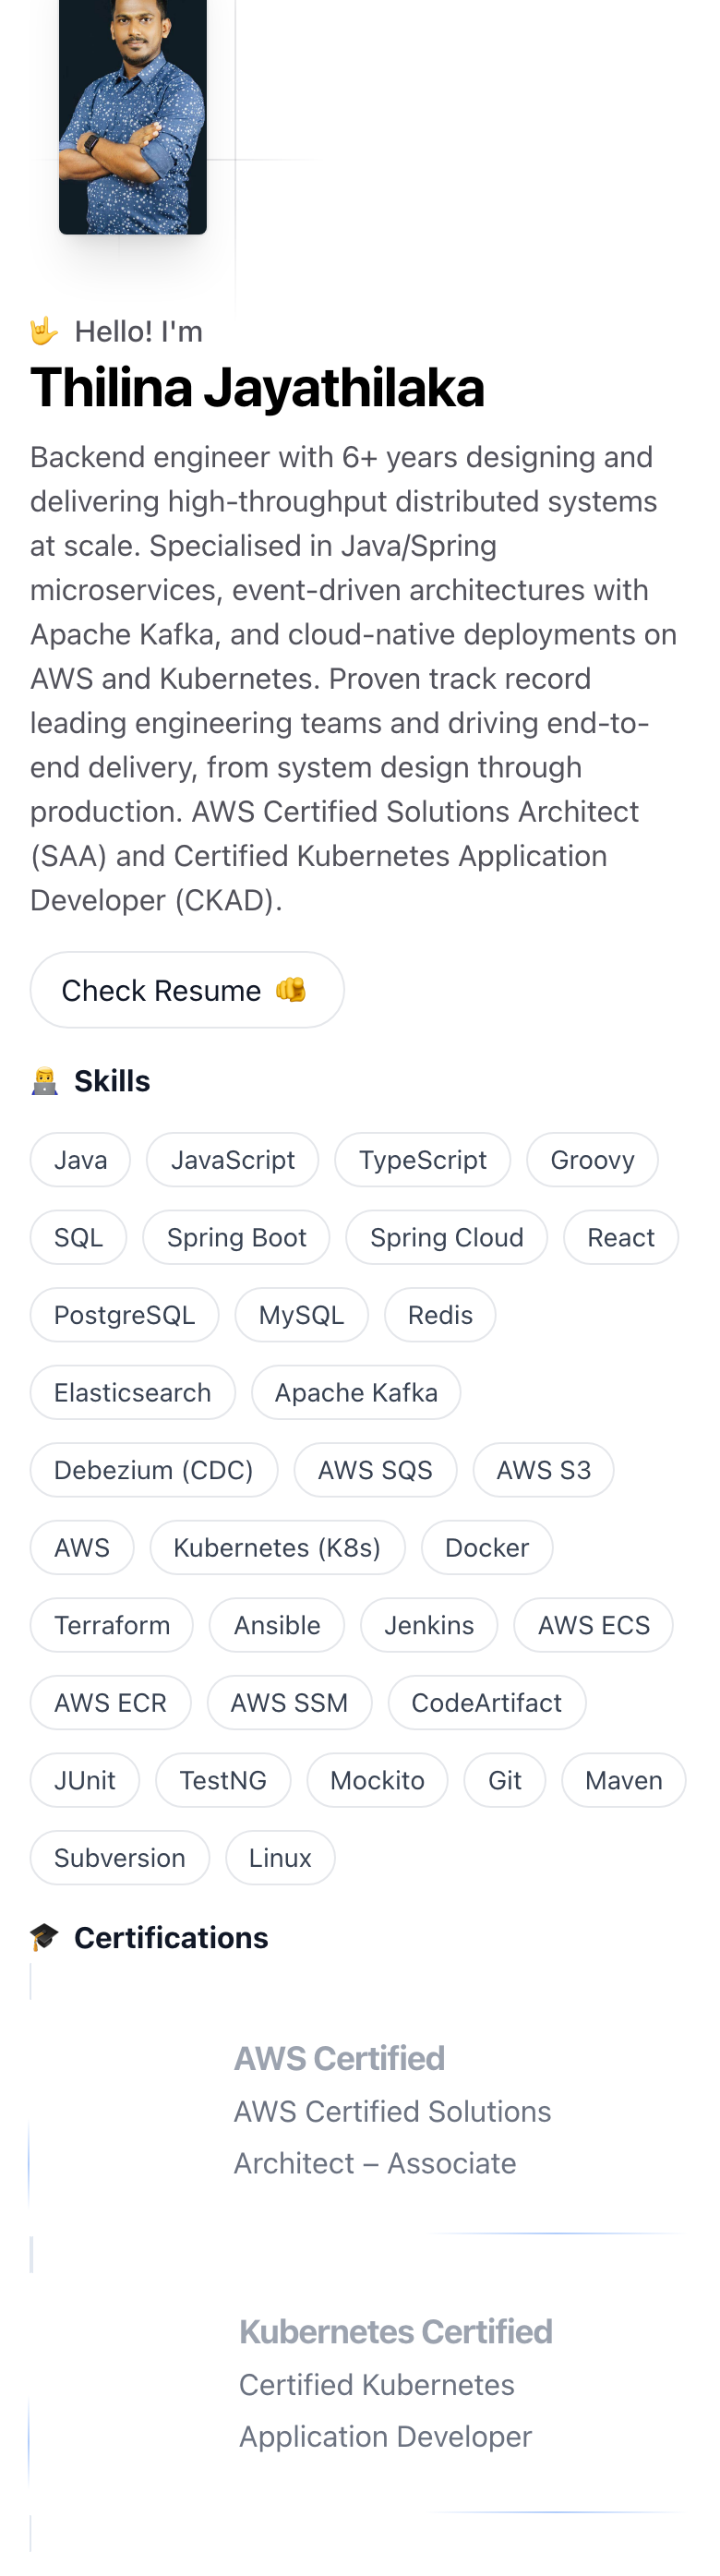 🤟 Hello! I'm
Thilina Jayathilaka
Backend engineer with 6+ years designing and
delivering high-throughput distributed systems
at scale. Specialised in Java/Spring
microservices, event-driven architectures with
Apache Kafka, and cloud-native deployments on
AWS and Kubernetes. Proven track record
leading engineering teams and driving end-to-
end delivery, from system design through
production. AWS Certified Solutions Architect
(SAA) and Certified Kubernetes Application
Developer (CKAD).
Check Resume 🫵
👨‍💻 Skills
Java JavaScript TypeScript Groovy
SQL Spring Boot Spring Cloud React
PostgreSQL MySQL Redis
Elasticsearch Apache Kafka
Debezium (CDC) AWS SQS AWS S3
AWS Kubernetes (K8s) Docker
Terraform Ansible Jenkins AWS ECS
AWS ECR AWS SSM CodeArtifact
JUnit TestNG Mockito Git Maven
Subversion Linux
🎓 Certifications
AWS Certified
AWS Certified Solutions
Architect – Associate
Kubernetes Certified
Certified Kubernetes
Application Developer